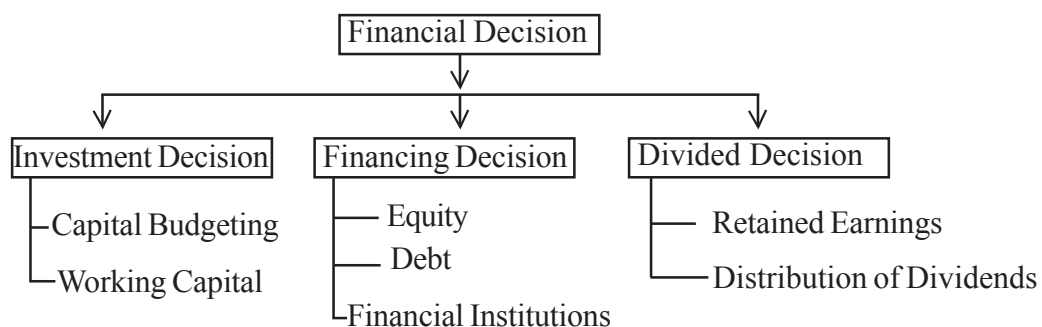 Financial Decision
Investment Decision
Financing Decision
Divided Decision
Capital Budgeting
Working Capital
Equity
Debt
Financial Institutions
Retained Earnings
Distribution of Dividends